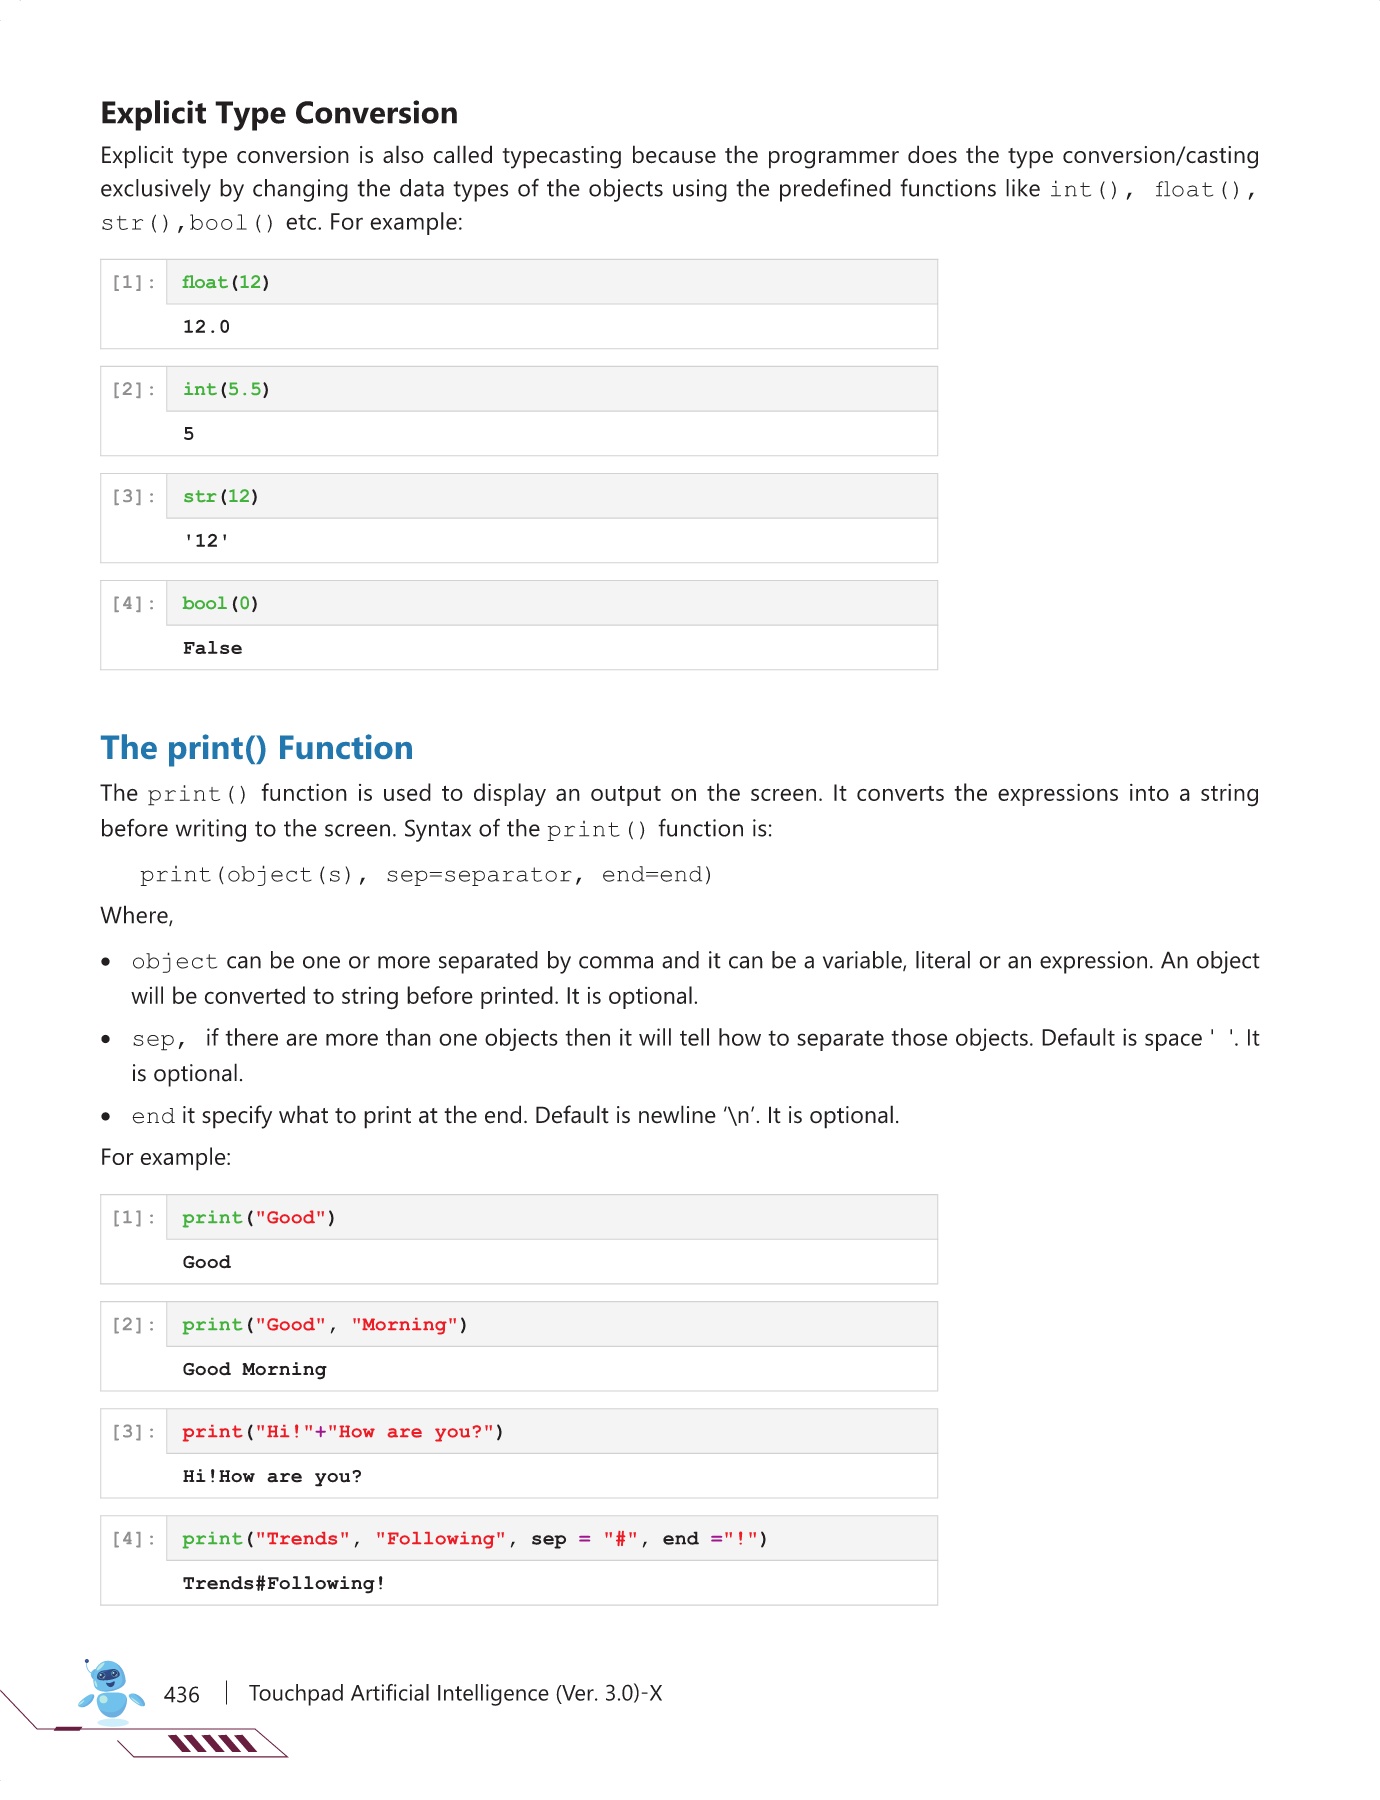 Explicit Type Conversion
Explicit type conversion is also called typecasting because the programmer does the type conversion/casting
exclusively by changing the data types of the objects using the predefined functions like int(), float(),
str(),bool() etc. For example:
[1]: float(12)
12.0
[2]: int(5.5)
5
[3]: str(12)
'12'
[4]: bool(0)
False
The print() Function
The print() function is used to display an output on the screen. It converts the expressions into a string
before writing to the screen. Syntax of the print() function is:
print(object(s), sep=separator, end=end)
Where,
• object can be one or more separated by comma and it can be a variable, literal or an expression. An object
will be converted to string before printed. It is optional.
• sep, if there are more than one objects then it will tell how to separate those objects. Default is space ' '. It
is optional.
• end it specify what to print at the end. Default is newline ‘\n’. It is optional.
For example:
[1]: print("Good")
Good
[2]: print("Good", "Morning")
Good Morning
[3]: print("Hi!"+"How are you?")
Hi!How are you?
[4]: print("Trends", "Following", sep = "#", end ="!")
Trends#Following!
436 | Touchpad Artificial Intelligence (Ver. 3.0)-X